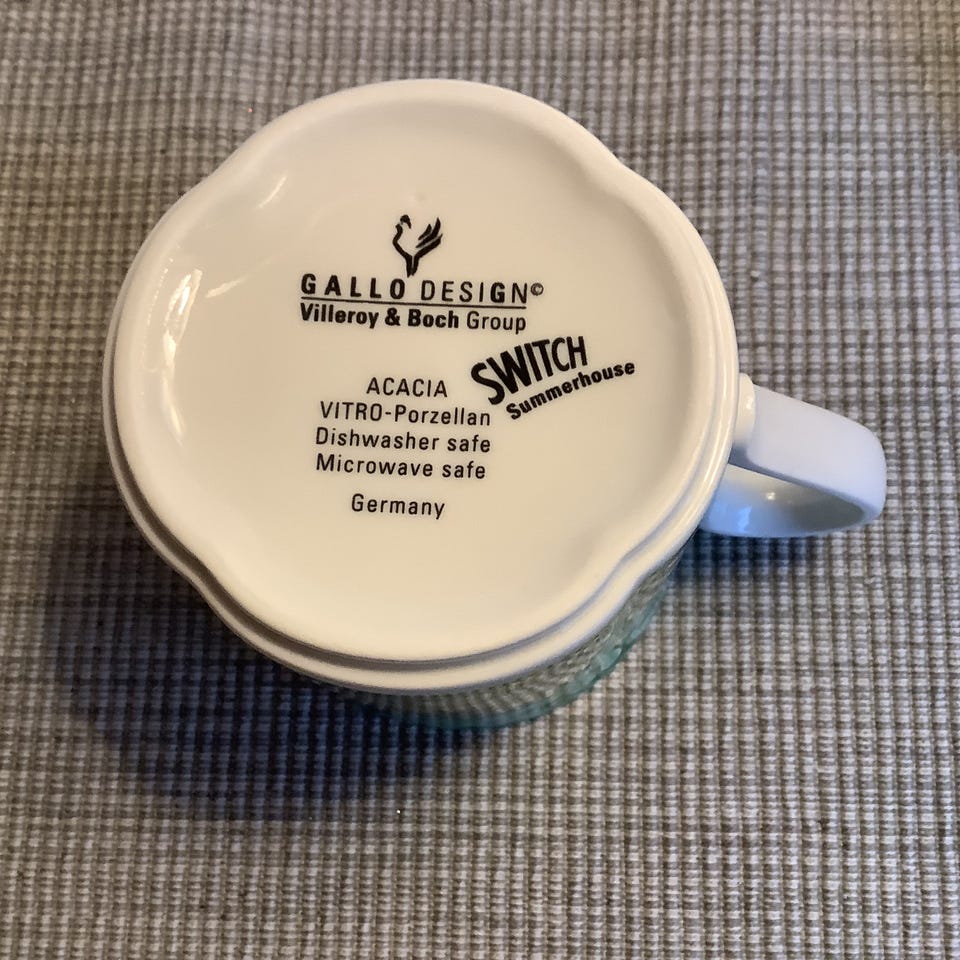 GALLO DESIGN©
Villeroy & Boch Group
SWITCH
Summerhouse
ACACIA
VITRO-Porzellan
Dishwasher safe
Microwave safe
Germany